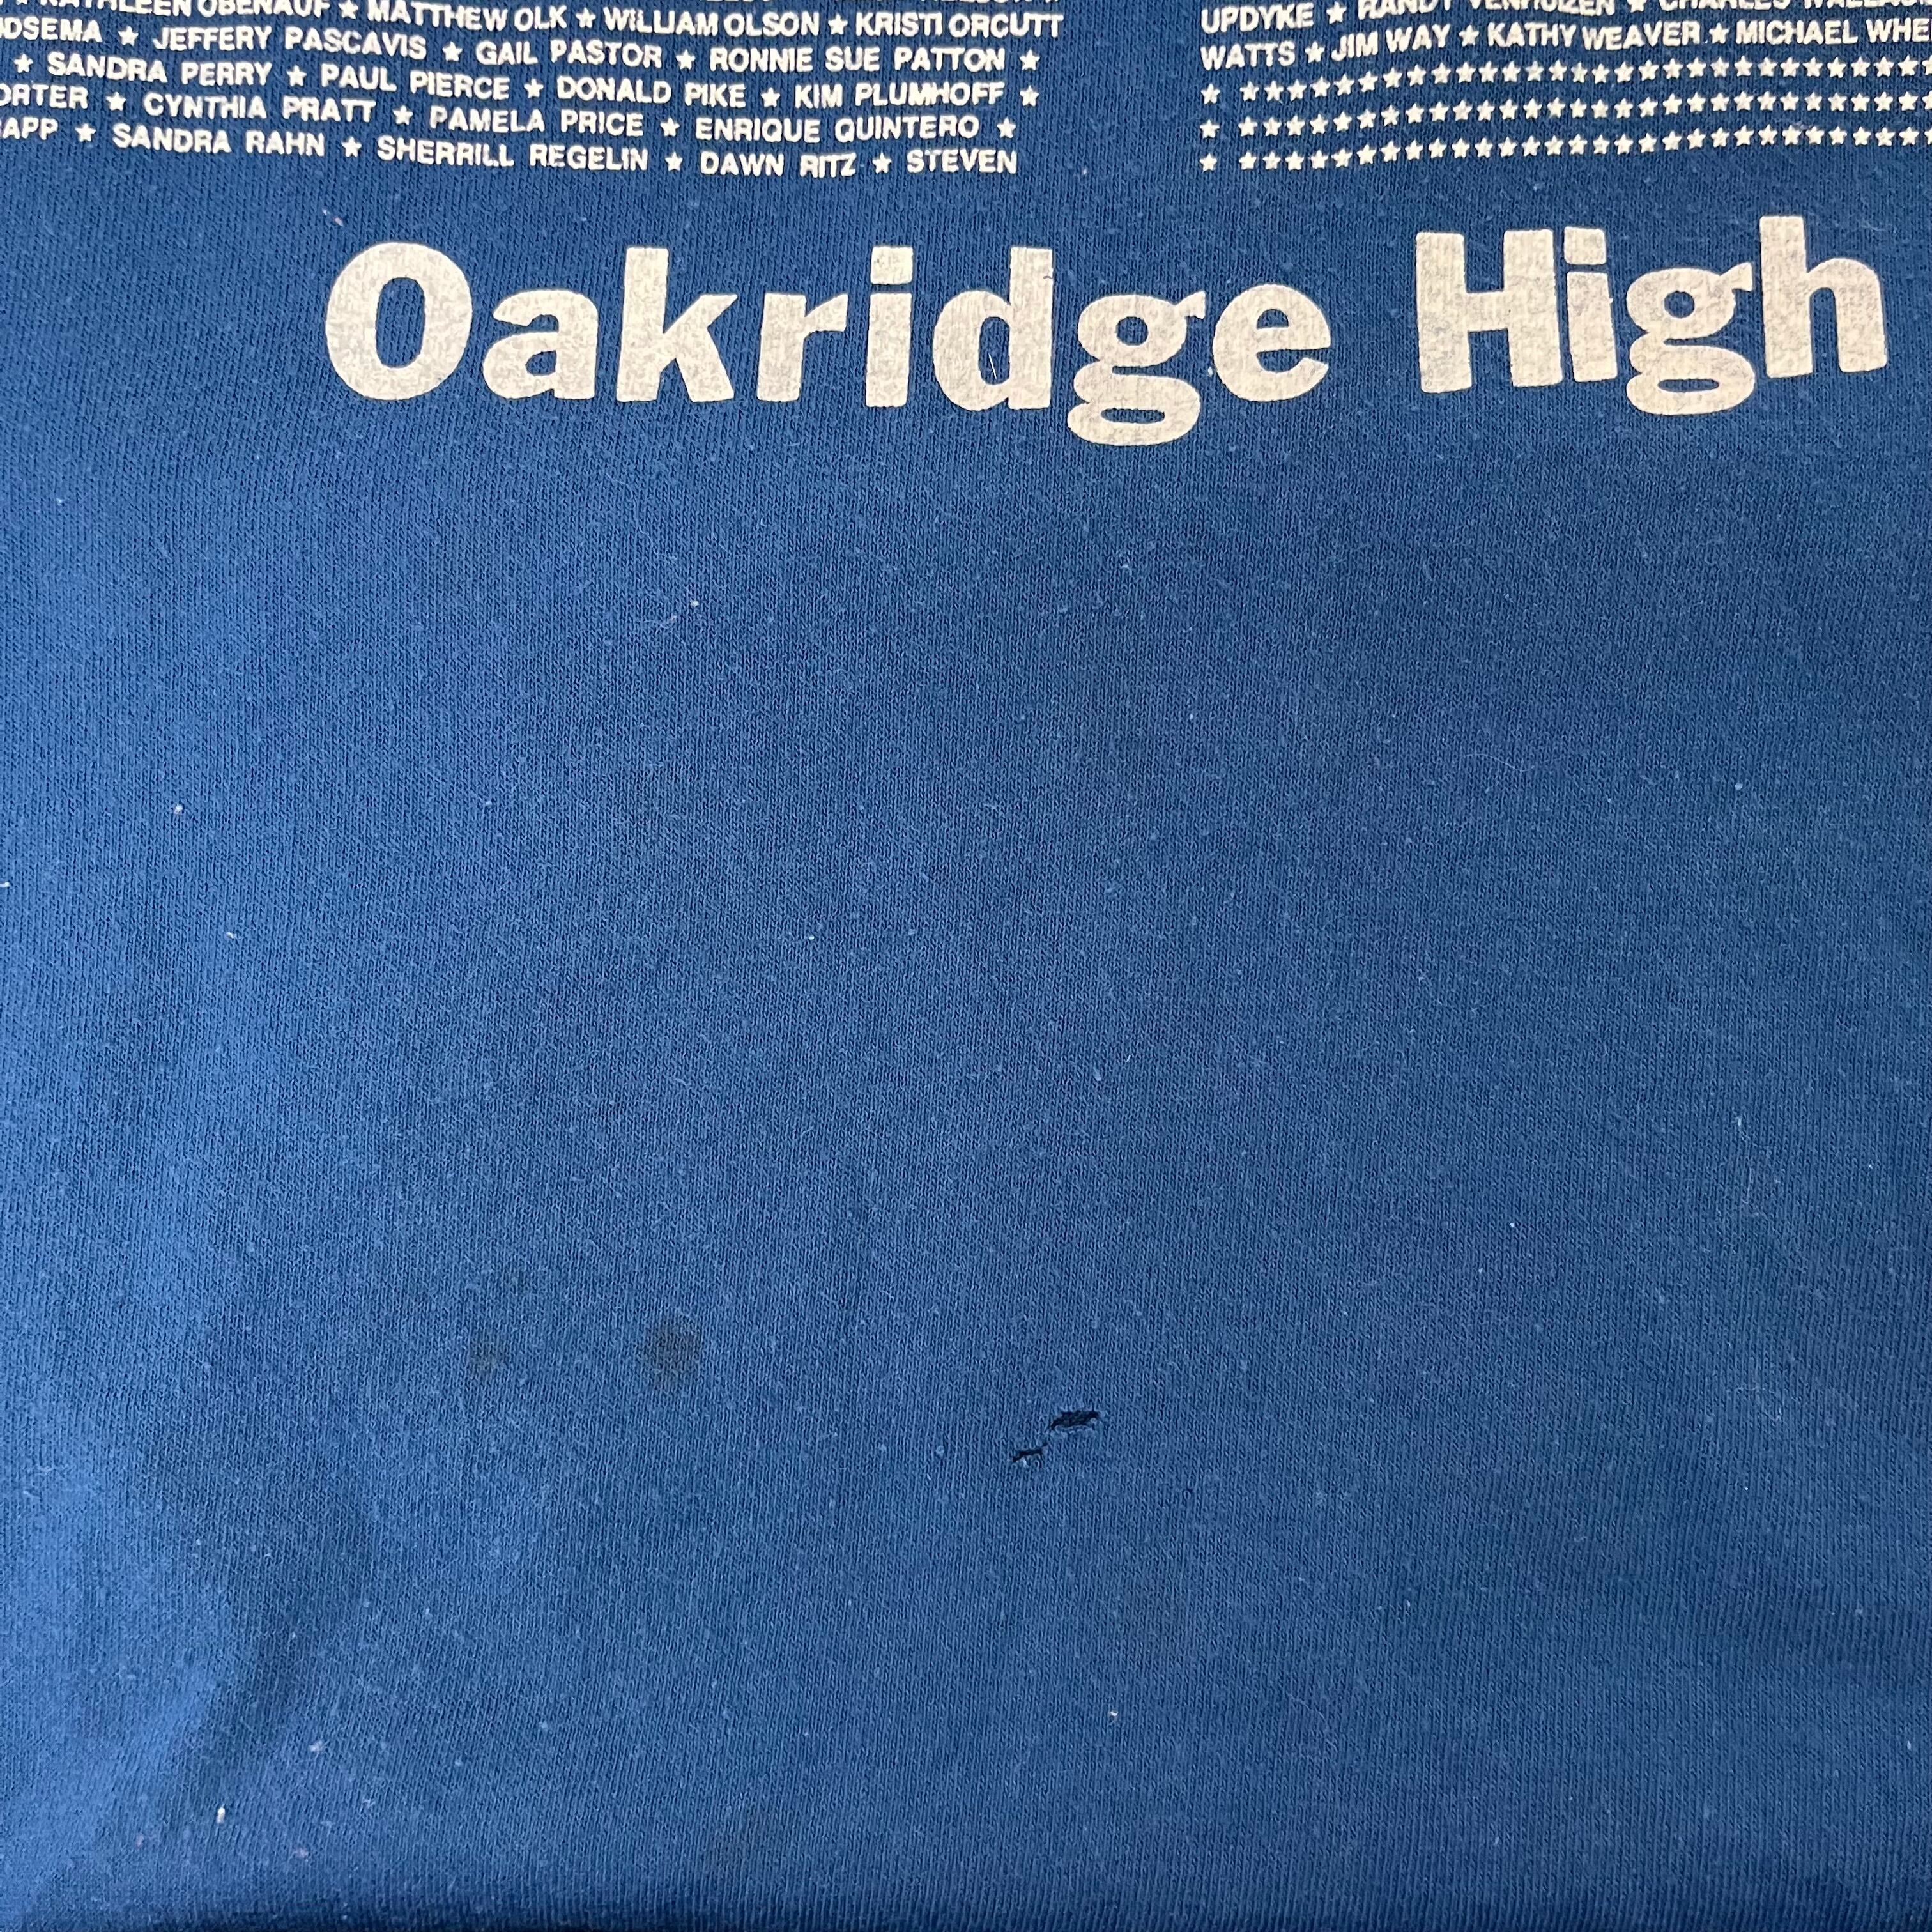 KATHLEEN OBENAUF ★ MATTHEW OLK ★ WILLIAM OLSON ★ KRISTI ORCUTT
★ JEFFERY PASCAVIS ★ GAIL PASTOR ★ RONNIE SUE PATTON ★
★ SANDRA PERRY ★ PAUL PIERCE ★ DONALD PIKE ★ KIM PLUMHOFF ★
★ CYNTHIA PRATT ★ PAMELA PRICE ★ ENRIQUE QUINTERO ★
★ SANDRA RAHN ★ SHERRILL REGELIN ★ DAWN RITZ ★ STEVEN
UPDYKE ★ RANDY VENHUIZEN ★ CHARLES
WATTS ★ JIM WAY ★ KATHY WEAVER ★ MICHAEL
Oakridge High